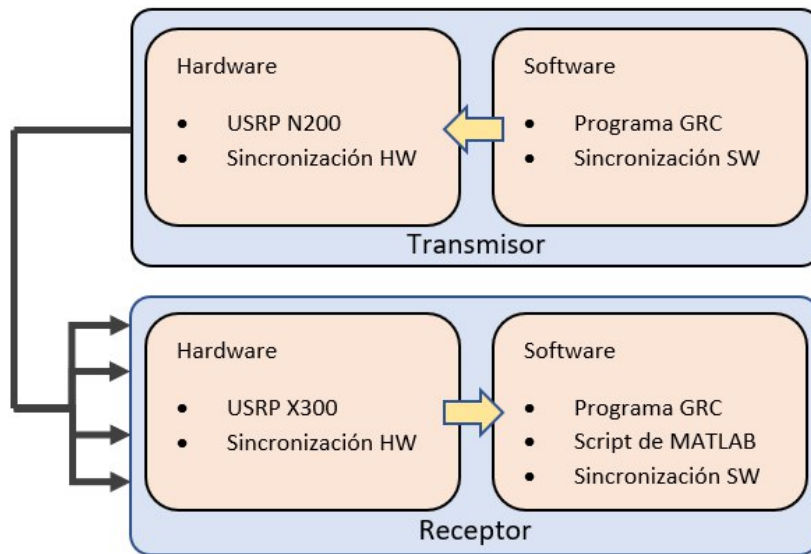 Hardware
• USRP N200
• Sincronización HW
Software
• Programa GRC
• Sincronización SW
Transmisor
Hardware
• USRP X300
• Sincronización HW
Software
• Programa GRC
• Script de MATLAB
• Sincronización SW
Receptor